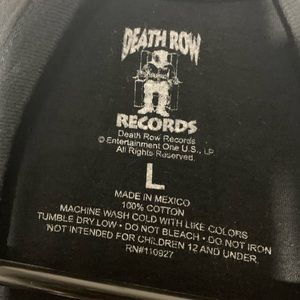 DEATH ROW
RECORDS
Death Row Records
© Entertainment One U.S., LP
All Rights Reserved.
L
MADE IN MEXICO
100% COTTON
MACHINE WASH COLD WITH LIKE COLORS
TUMBLE DRY LOW • DO NOT BLEACH • DO NOT IRON
NOT INTENDED FOR CHILDREN 12 AND UNDER.
RN#110927